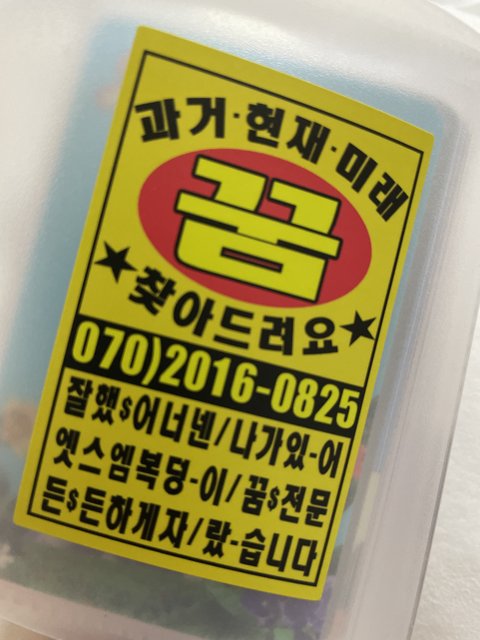 과거·현재·미래
꿈
★찾아드려요★
070)2016-0825
잘했$어너넨/나가있-어
엣스엠복덩-이/꿈$전문
든$든하게자/랐-습니다